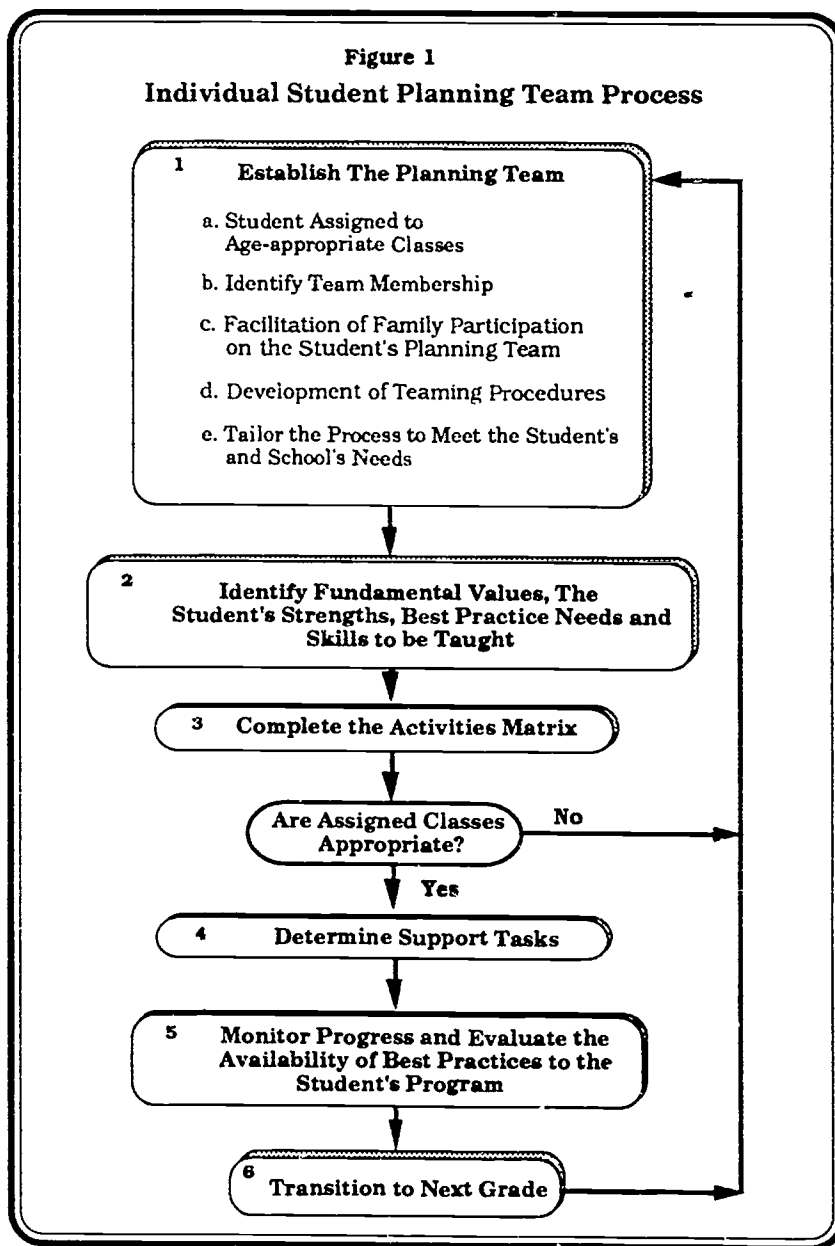 Figure 1
Individual Student Planning Team Process
1
Establish The Planning Team
a. Student Assigned to
Age-appropriate Classes
b. Identify Team Membership
c. Facilitation of Family Participation
on the Student's Planning Team
d. Development of Teaming Procedures
e. Tailor the Process to Meet the Student's
and School's Needs
2
Identify Fundamental Values, The
Student's Strengths, Best Practice Needs and
Skills to be Taught
3 Complete the Activities Matrix
Are Assigned Classes
Appropriate?
No
Yes
4 Determine Support Tasks
5 Monitor Progress and Evaluate the
Availability of Best Practices to the
Student's Program
6
Transition to Next Grade